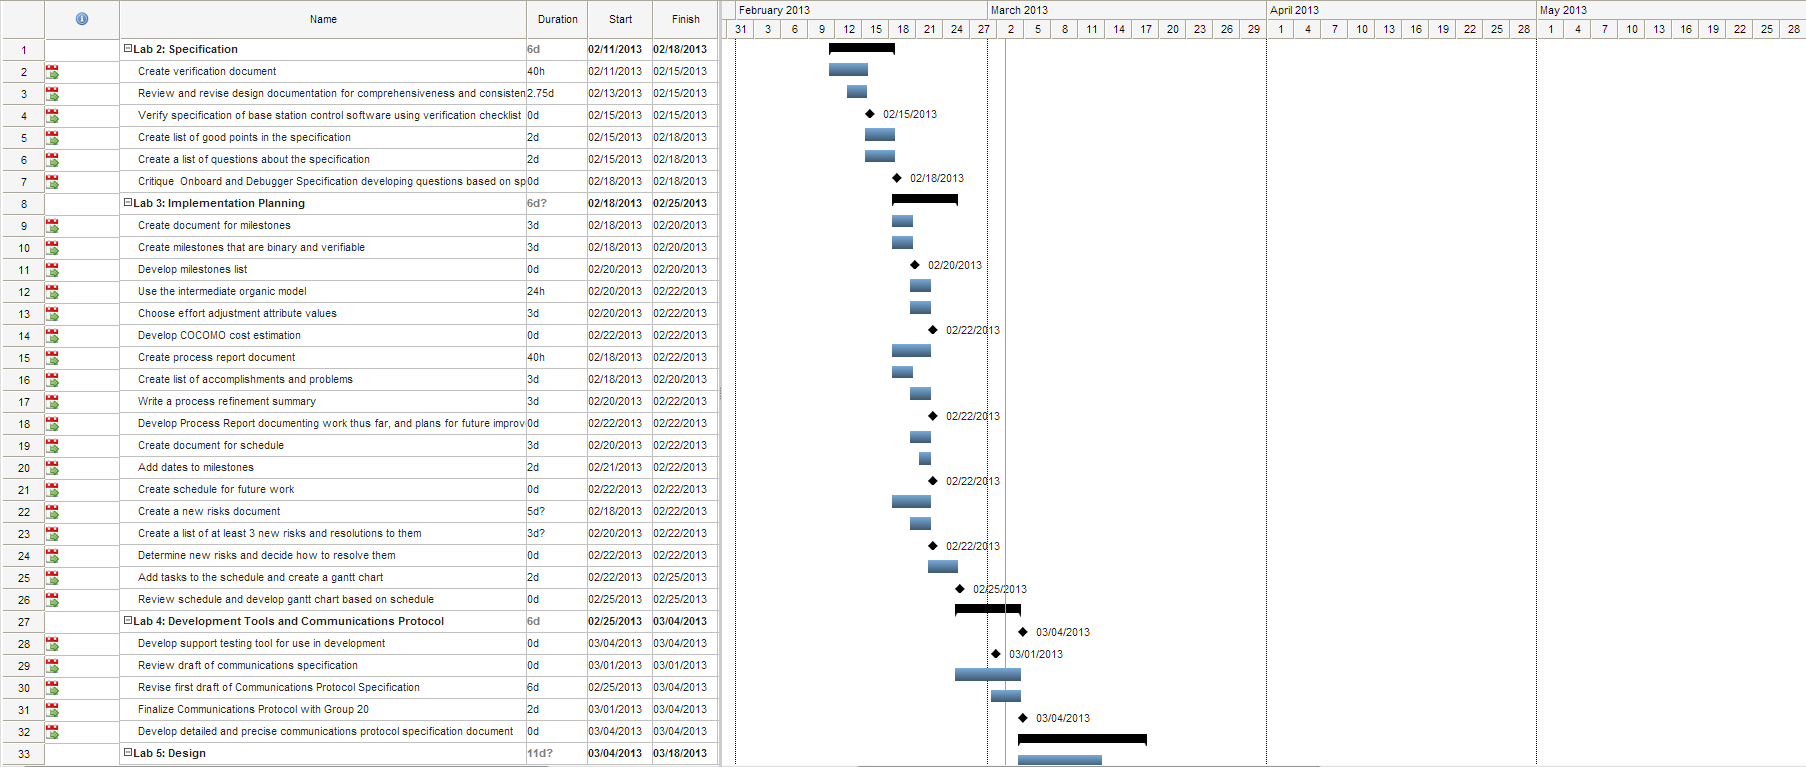 Name Duration Start Finish February 2013 March 2013 April 2013 May 2013
31 3 6 9 12 15 18 21 24 27 2 5 8 11 14 17 20 23 26 29 1 4 7 10 13 16 19 22 25 28 1 4 7 10 13 16 19 22 25 28
1 Lab 2: Specification 6d 02/11/2013 02/18/2013
2 Create verification document 40h 02/11/2013 02/15/2013
3 Review and revise design documentation for comprehensiveness and consisten 2.75d 02/13/2013 02/15/2013
4 Verify specification of base station control software using verification checklist 0d 02/15/2013 02/15/2013 02/15/2013
5 Create list of good points in the specification 2d 02/15/2013 02/18/2013
6 Create a list of questions about the specification 2d 02/15/2013 02/18/2013
7 Critique Onboard and Debugger Specification developing questions based on sp 0d 02/18/2013 02/18/2013 02/18/2013
8 Lab 3: Implementation Planning 6d? 02/18/2013 02/25/2013
9 Create document for milestones 3d 02/18/2013 02/20/2013
10 Create milestones that are binary and verifiable 3d 02/18/2013 02/20/2013
11 Develop milestones list 0d 02/20/2013 02/20/2013 02/20/2013
12 Use the intermediate organic model 24h 02/20/2013 02/22/2013
13 Choose effort adjustment attribute values 3d 02/20/2013 02/22/2013
14 Develop COCOMO cost estimation 0d 02/22/2013 02/22/2013 02/22/2013
15 Create process report document 40h 02/18/2013 02/22/2013
16 Create list of accomplishments and problems 3d 02/18/2013 02/20/2013
17 Write a process refinement summary 3d 02/20/2013 02/22/2013
18 Develop Process Report documenting work thus far, and plans for future improv 0d 02/22/2013 02/22/2013 02/22/2013
19 Create document for schedule 3d 02/20/2013 02/22/2013
20 Add dates to milestones 2d 02/21/2013 02/22/2013
21 Create schedule for future work 0d 02/22/2013 02/22/2013 02/22/2013
22 Create a new risks document 5d? 02/18/2013 02/22/2013
23 Create a list of at least 3 new risks and resolutions to them 3d? 02/20/2013 02/22/2013
24 Determine new risks and decide how to resolve them 0d 02/22/2013 02/22/2013 02/22/2013
25 Add tasks to the schedule and create a gantt chart 2d 02/22/2013 02/25/2013
26 Review schedule and develop gantt chart based on schedule 0d 02/25/2013 02/25/2013 02/25/2013
27 Lab 4: Development Tools and Communications Protocol 6d 02/25/2013 03/04/2013
28 Develop support testing tool for use in development 0d 03/04/2013 03/04/2013 03/04/2013
29 Review draft of communications specification 0d 03/01/2013 03/01/2013 03/01/2013
30 Revise first draft of Communications Protocol Specification 6d 02/25/2013 03/04/2013
31 Finalize Communications Protocol with Group 20 2d 03/01/2013 03/04/2013
32 Develop detailed and precise communications protocol specification document 0d 03/04/2013 03/04/2013 03/04/2013
33 Lab 5: Design 11d? 03/04/2013 03/18/2013